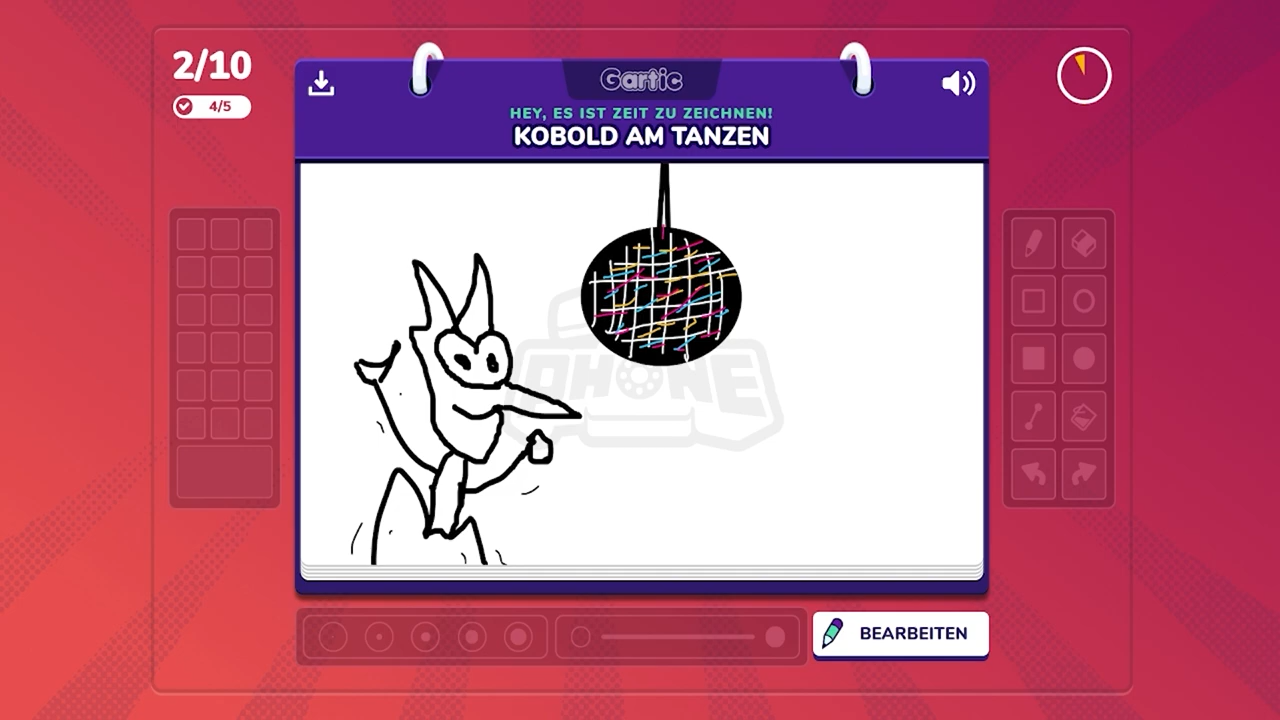 2/10
4/5
Gartic
HEY, ES IST ZEIT ZU ZEICHNEN!
KOBOLD AM TANZEN
PHONE
BEARBEITEN